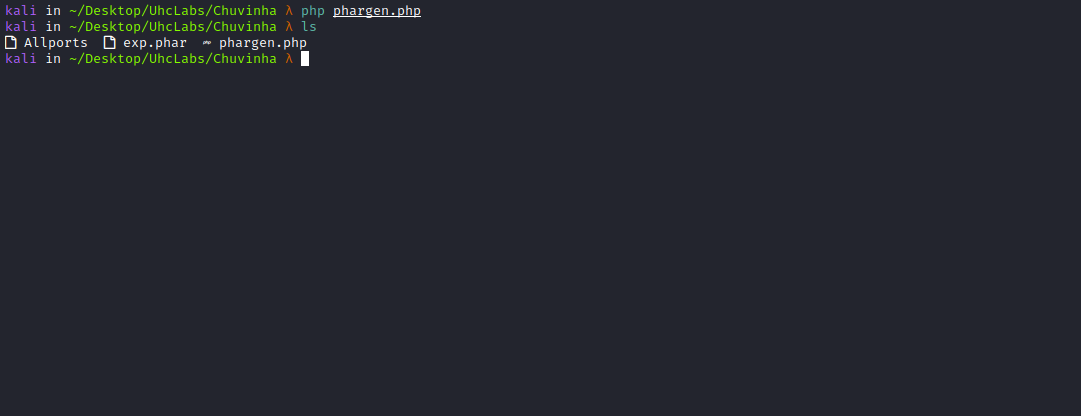 kali in ~/Desktop/UhcLabs/Chuvinha λ php phargen.php
kali in ~/Desktop/UhcLabs/Chuvinha λ ls
Allports exp.phar phargen.php
kali in ~/Desktop/UhcLabs/Chuvinha λ